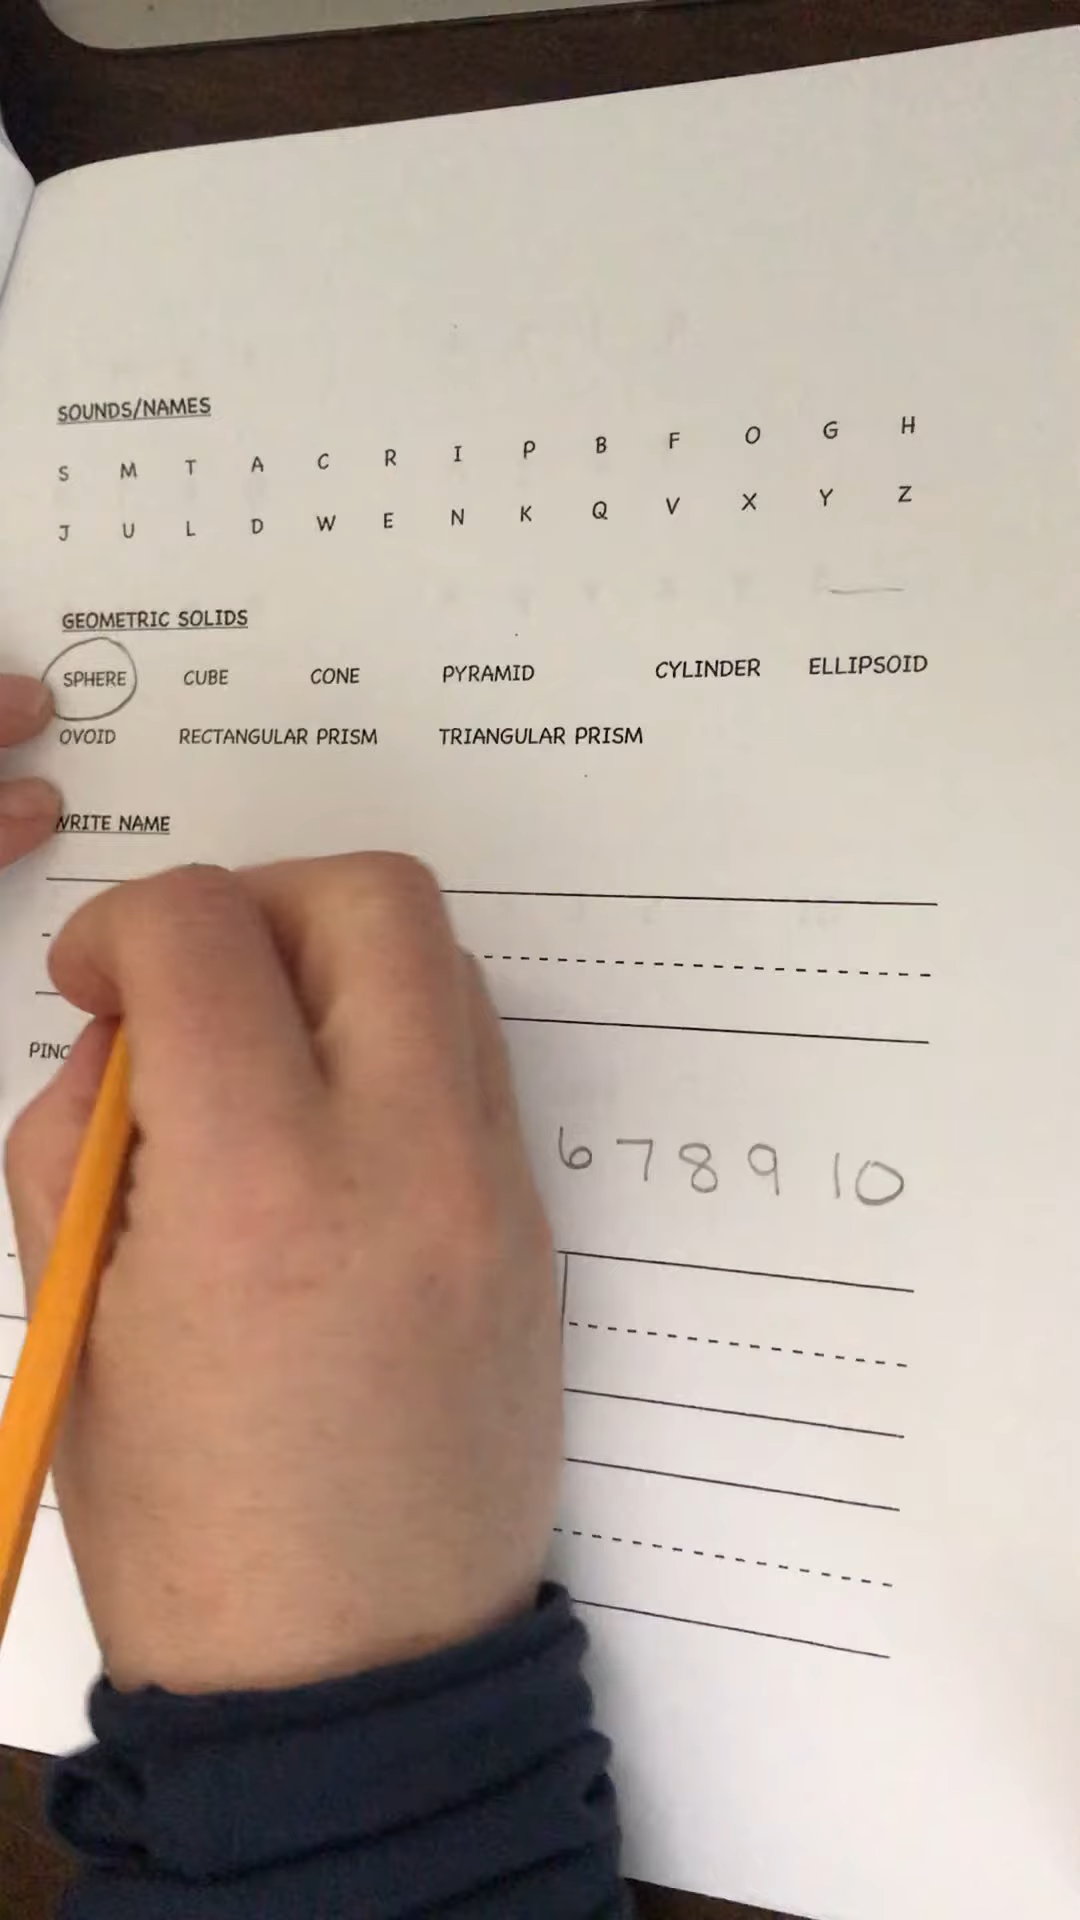 SOUNDS/NAMES
S M T A C R I P B F O G H
J U L D W E N K Q V X Y Z
GEOMETRIC SOLIDS
SPHERE CUBE CONE PYRAMID CYLINDER ELLIPSOID
OVOID RECTANGULAR PRISM TRIANGULAR PRISM
WRITE NAME
6 7 8 9 10